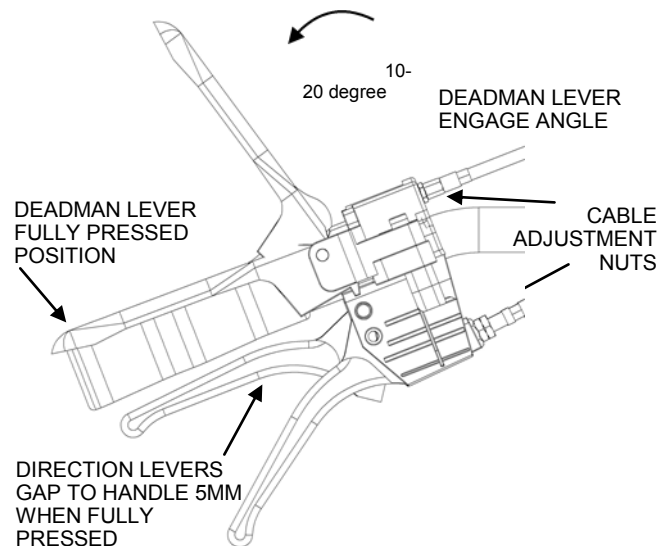 10-
20 degree
DEADMAN LEVER
ENGAGE ANGLE
DEADMAN LEVER
FULLY PRESSED
POSITION
CABLE
ADJUSTMENT
NUTS
DIRECTION LEVERS
GAP TO HANDLE 5MM
WHEN FULLY
PRESSED